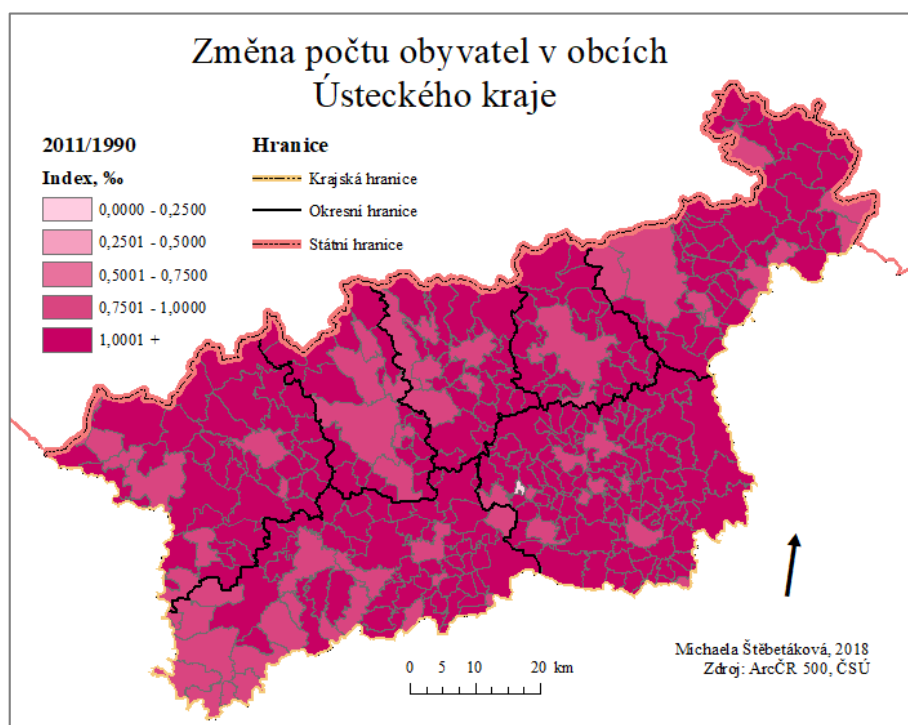 Změna počtu obyvatel v obcích
Ústeckého kraje
2011/1990
Index, ‰
0,0000 - 0,2500
0,2501 - 0,5000
0,5001 - 0,7500
0,7501 - 1,0000
1,0001 +
Hranice
Krajská hranice
Okresní hranice
Státní hranice
0 5 10 20 km
Michaela Štěbetáková, 2018
Zdroj: ArcČR 500, ČSÚ